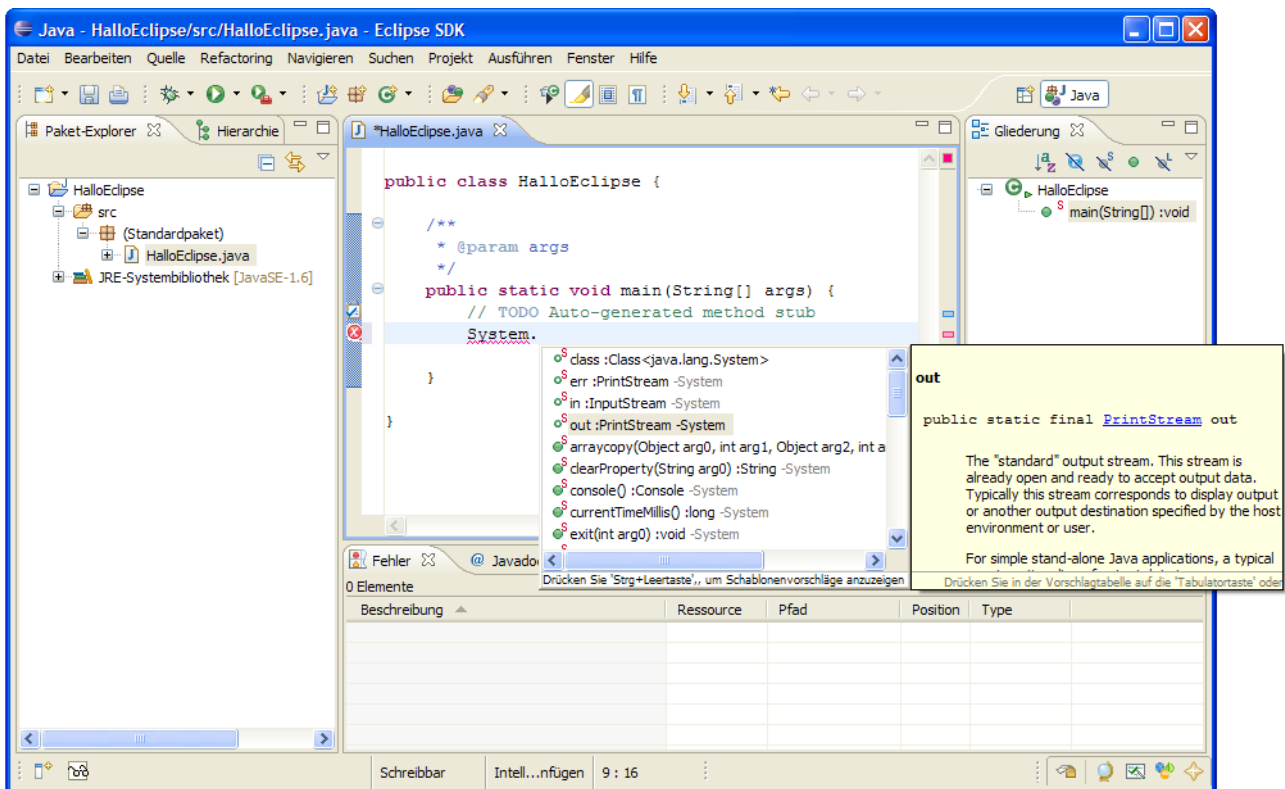 Java - HalloEclipse/src/HalloEclipse.java - Eclipse SDK
Datei Bearbeiten Quelle Refactoring Navigieren Suchen Projekt Ausführen Fenster Hilfe
Java
Paket-Explorer
Hierarchie
HalloEclipse
src
(Standardpaket)
HalloEclipse.java
JRE-Systembibliothek [JavaSE-1.6]
*HalloEclipse.java
public class HalloEclipse {
/**
* @param args
*/
public static void main(String[] args) {
// TODO Auto-generated method stub
System.
}
}
class :Class<java.lang.System>
err :PrintStream -System
in :InputStream -System
out :PrintStream -System
arraycopy(Object arg0, int arg1, Object arg2, int a
clearProperty(String arg0) :String -System
console() :Console -System
currentTimeMillis() :long -System
exit(int arg0) :void -System
Drücken Sie 'Strg+Leertaste',, um Schablonenvorschläge anzuzeigen
Gliederung
HalloEclipse
main(String[]) :void
out
public static final PrintStream out
The "standard" output stream. This stream is
already open and ready to accept output data.
Typically this stream corresponds to display output
or another output destination specified by the host
environment or user.
For simple stand-alone Java applications, a typical
Drücken Sie in der Vorschlagtabelle auf die 'Tabulatortaste' oder
Fehler
@ Javado
0 Elemente
Beschreibung Ressource Pfad Position Type
Schreibbar Intell...nfügen 9 : 16